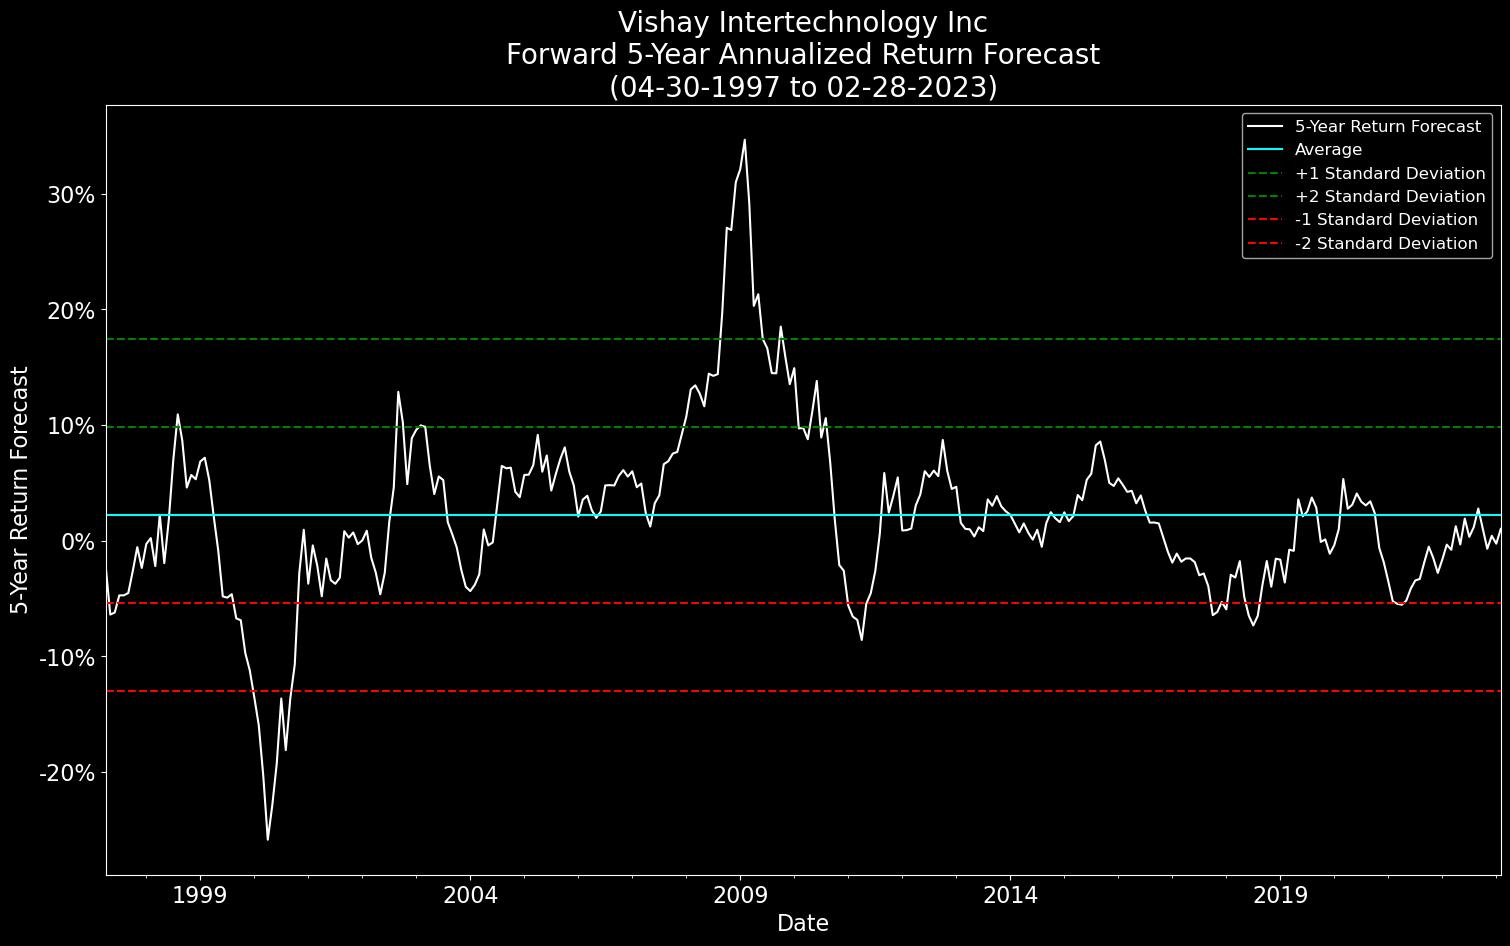 Vishay Intertechnology Inc
Forward 5-Year Annualized Return Forecast
(04-30-1997 to 02-28-2023)
5-Year Return Forecast
Average
+1 Standard Deviation
+2 Standard Deviation
-1 Standard Deviation
-2 Standard Deviation
5-Year Return Forecast
30%
20%
10%
0%
-10%
-20%
1999
2004
2009
2014
2019
Date